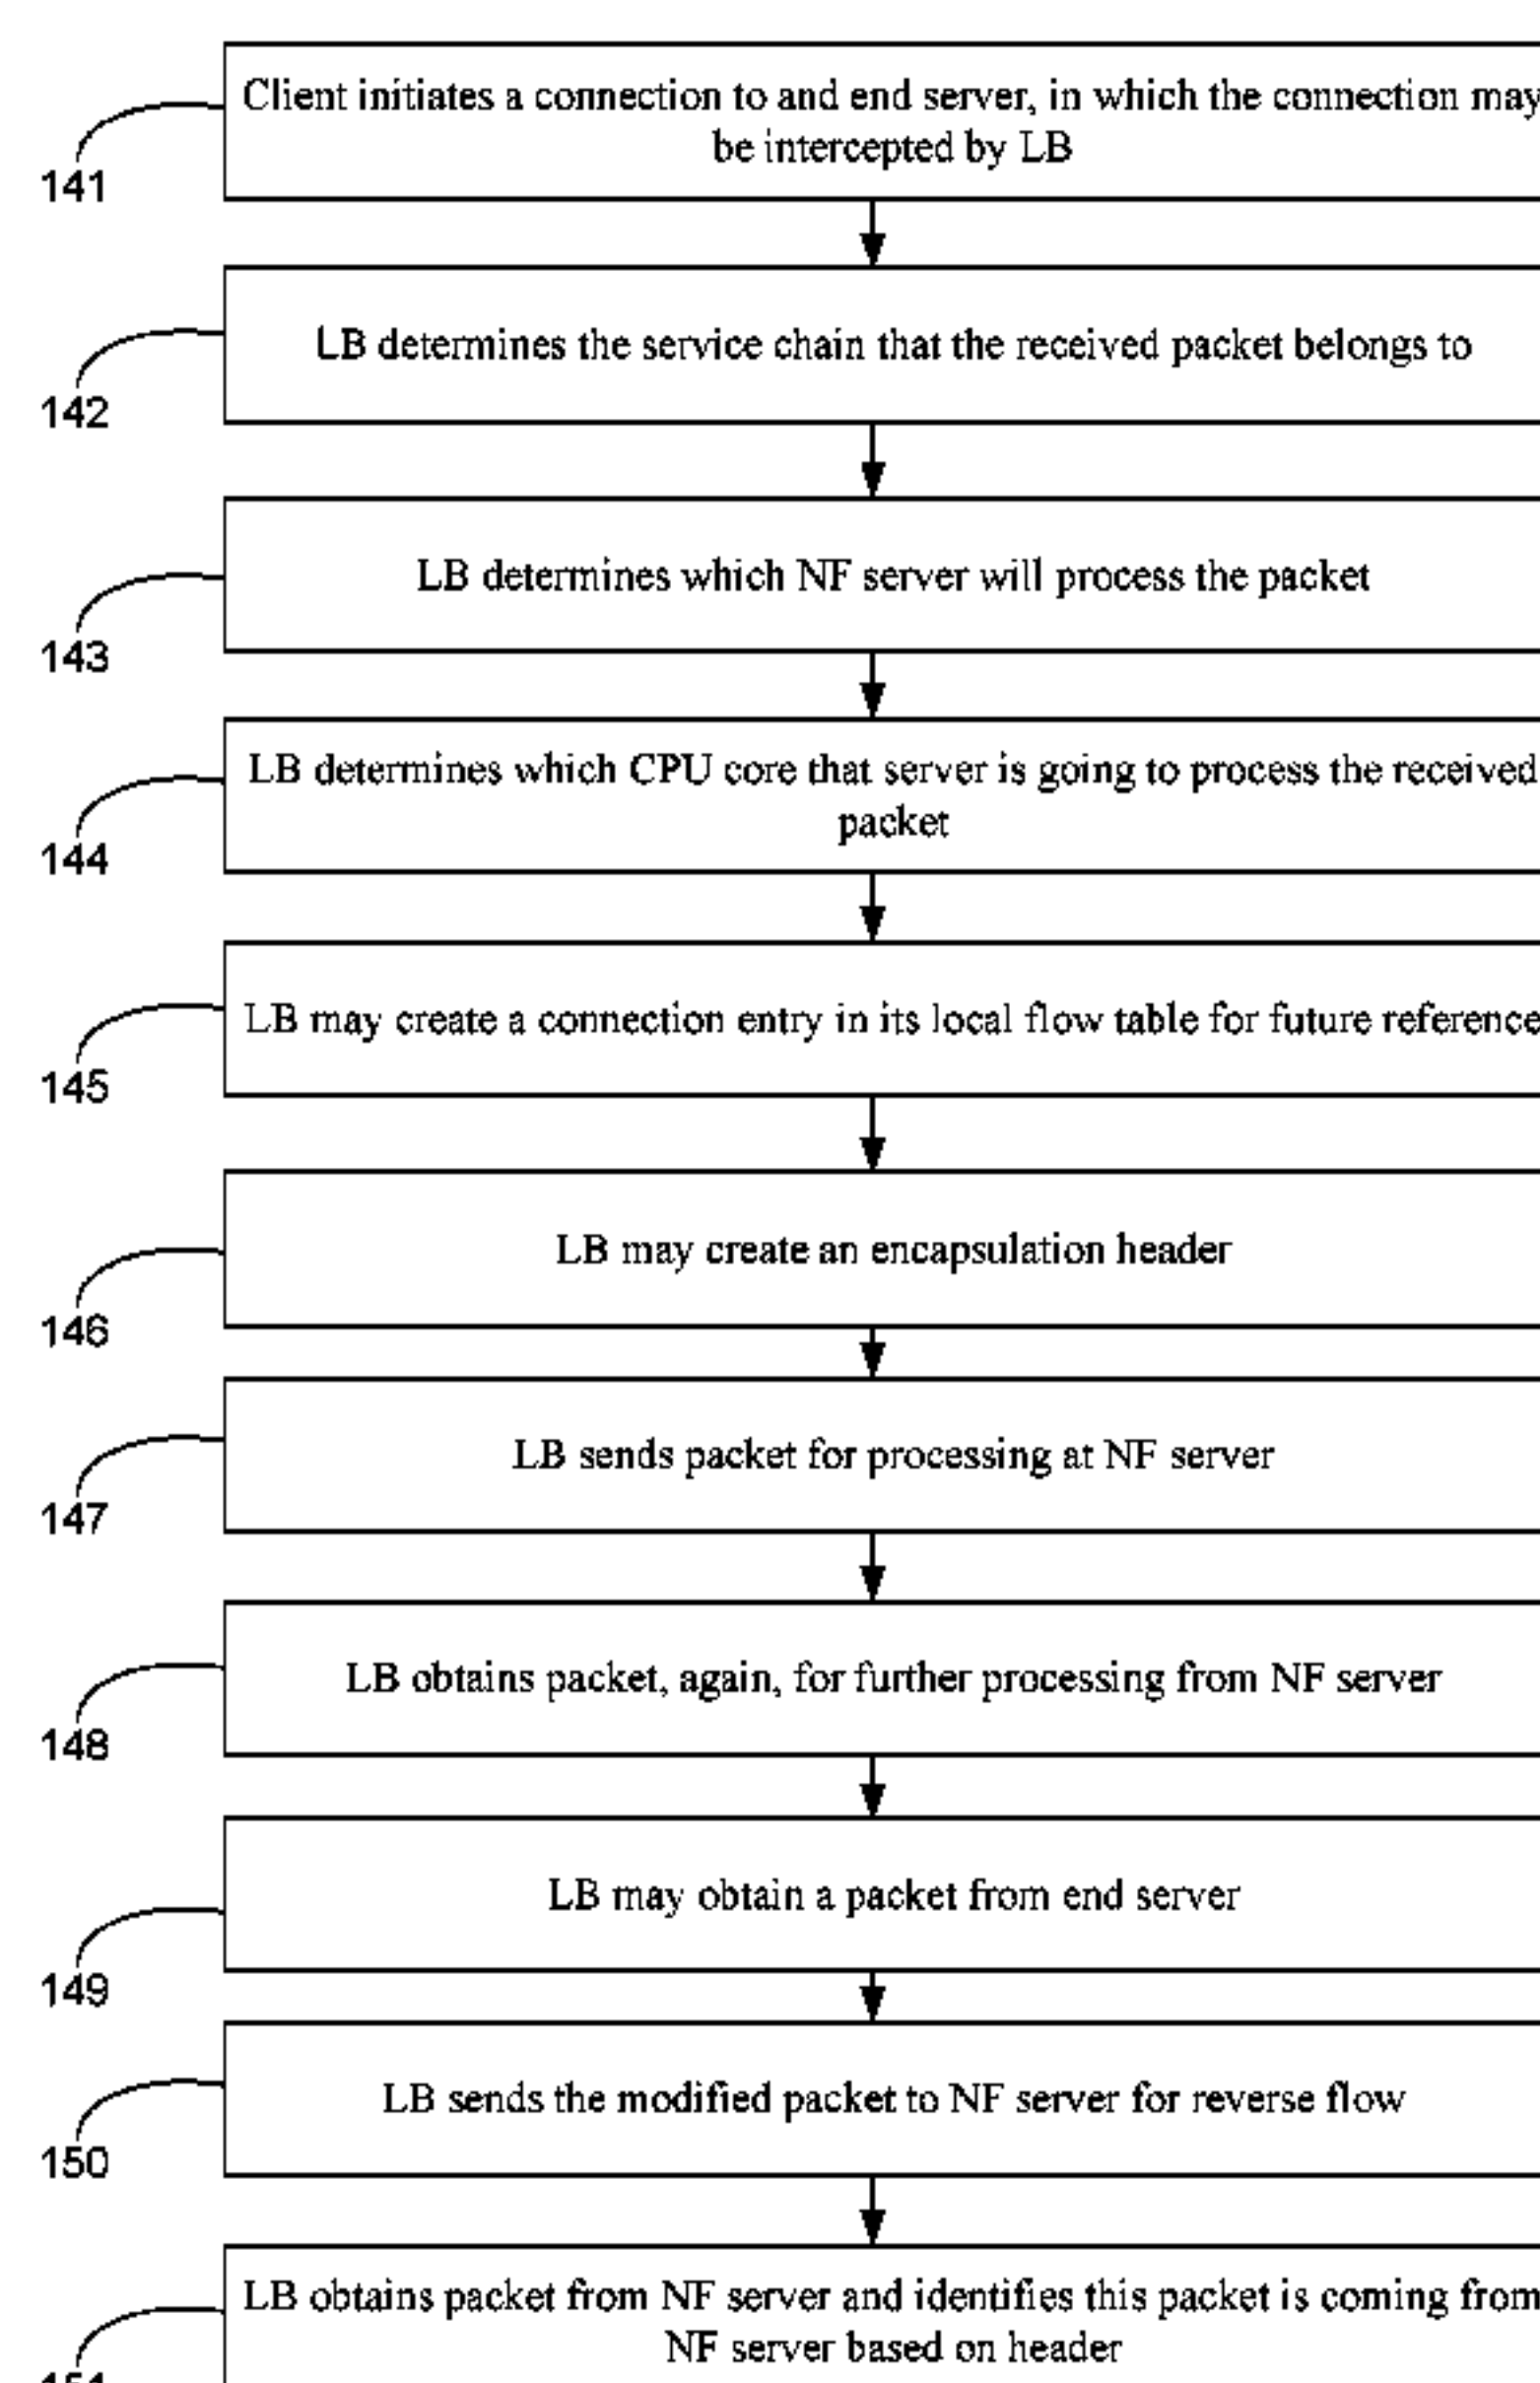 Client initiates a connection to and end server, in which the connection may
be intercepted by LB
141
LB determines the service chain that the received packet belongs to
142
LB determines which NF server will process the packet
143
LB determines which CPU core that server is going to process the received
packet
144
LB may create a connection entry in its local flow table for future reference
145
LB may create an encapsulation header
146
LB sends packet for processing at NF server
147
LB obtains packet, again, for further processing from NF server
148
LB may obtain a packet from end server
149
LB sends the modified packet to NF server for reverse flow
150
LB obtains packet from NF server and identifies this packet is coming from
NF server based on header
151